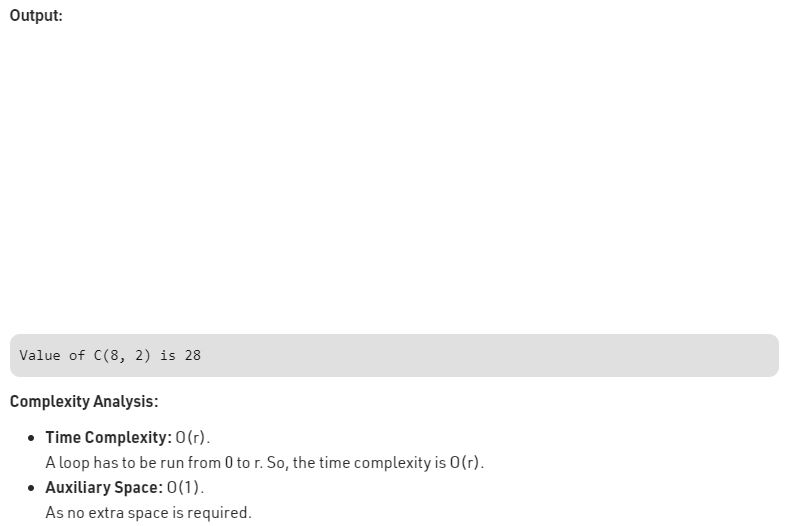 Output:
Value of C(8, 2) is 28
Complexity Analysis:
• Time Complexity: O(r).
A loop has to be run from 0 to r. So, the time complexity is O(r).
• Auxiliary Space: O(1).
As no extra space is required.